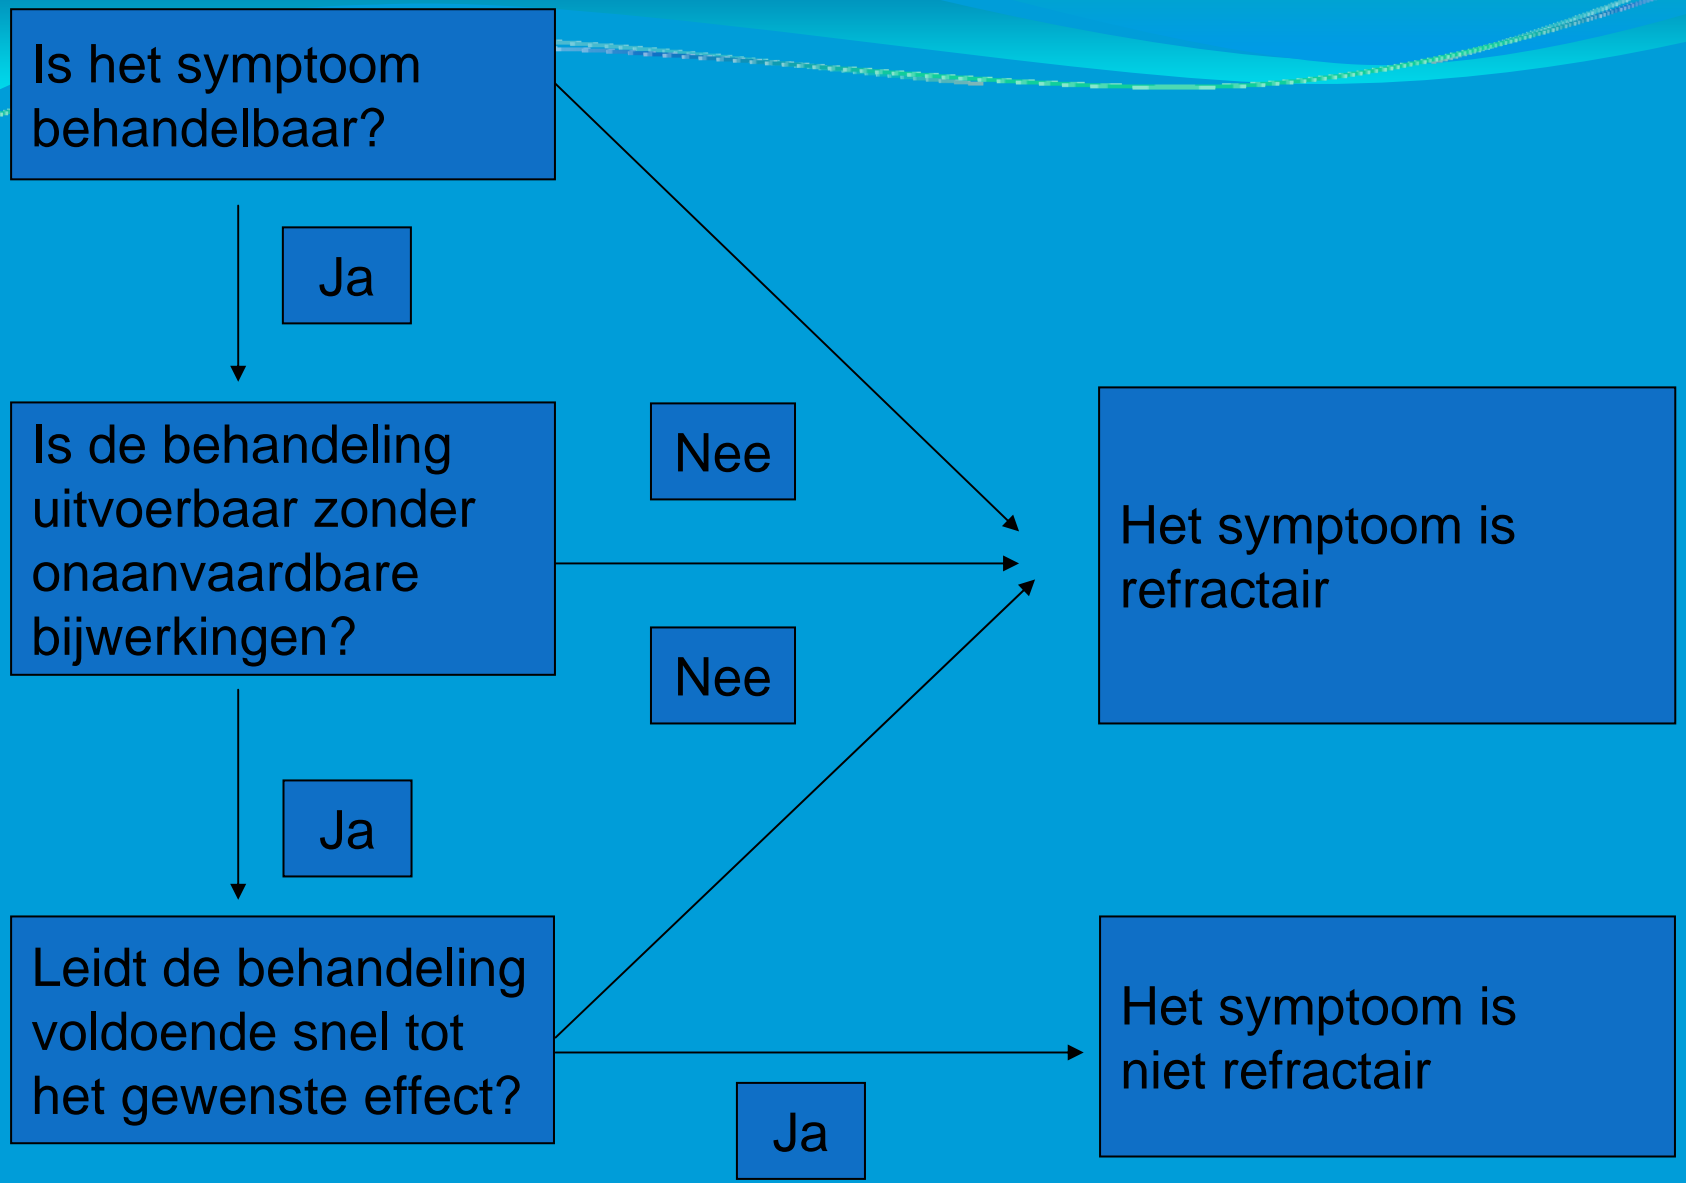 Is het symptoom
behandelbaar?
Ja
Is de behandeling
uitvoerbaar zonder
onaanvaardbare
bijwerkingen?
Nee
Nee
Het symptoom is
refractair
Ja
Leidt de behandeling
voldoende snel tot
het gewenste effect?
Ja
Het symptoom is
niet refractair